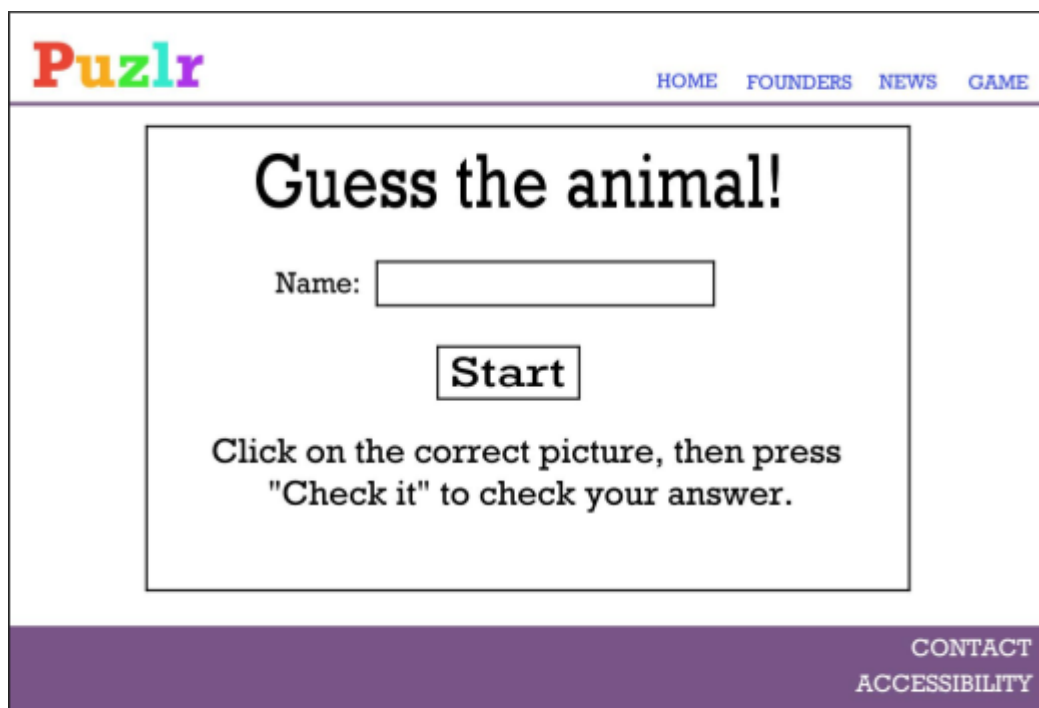 Puzlr
HOME FOUNDERS NEWS GAME
Guess the animal!
Name:
Start
Click on the correct picture, then press
"Check it" to check your answer.
CONTACT
ACCESSIBILITY